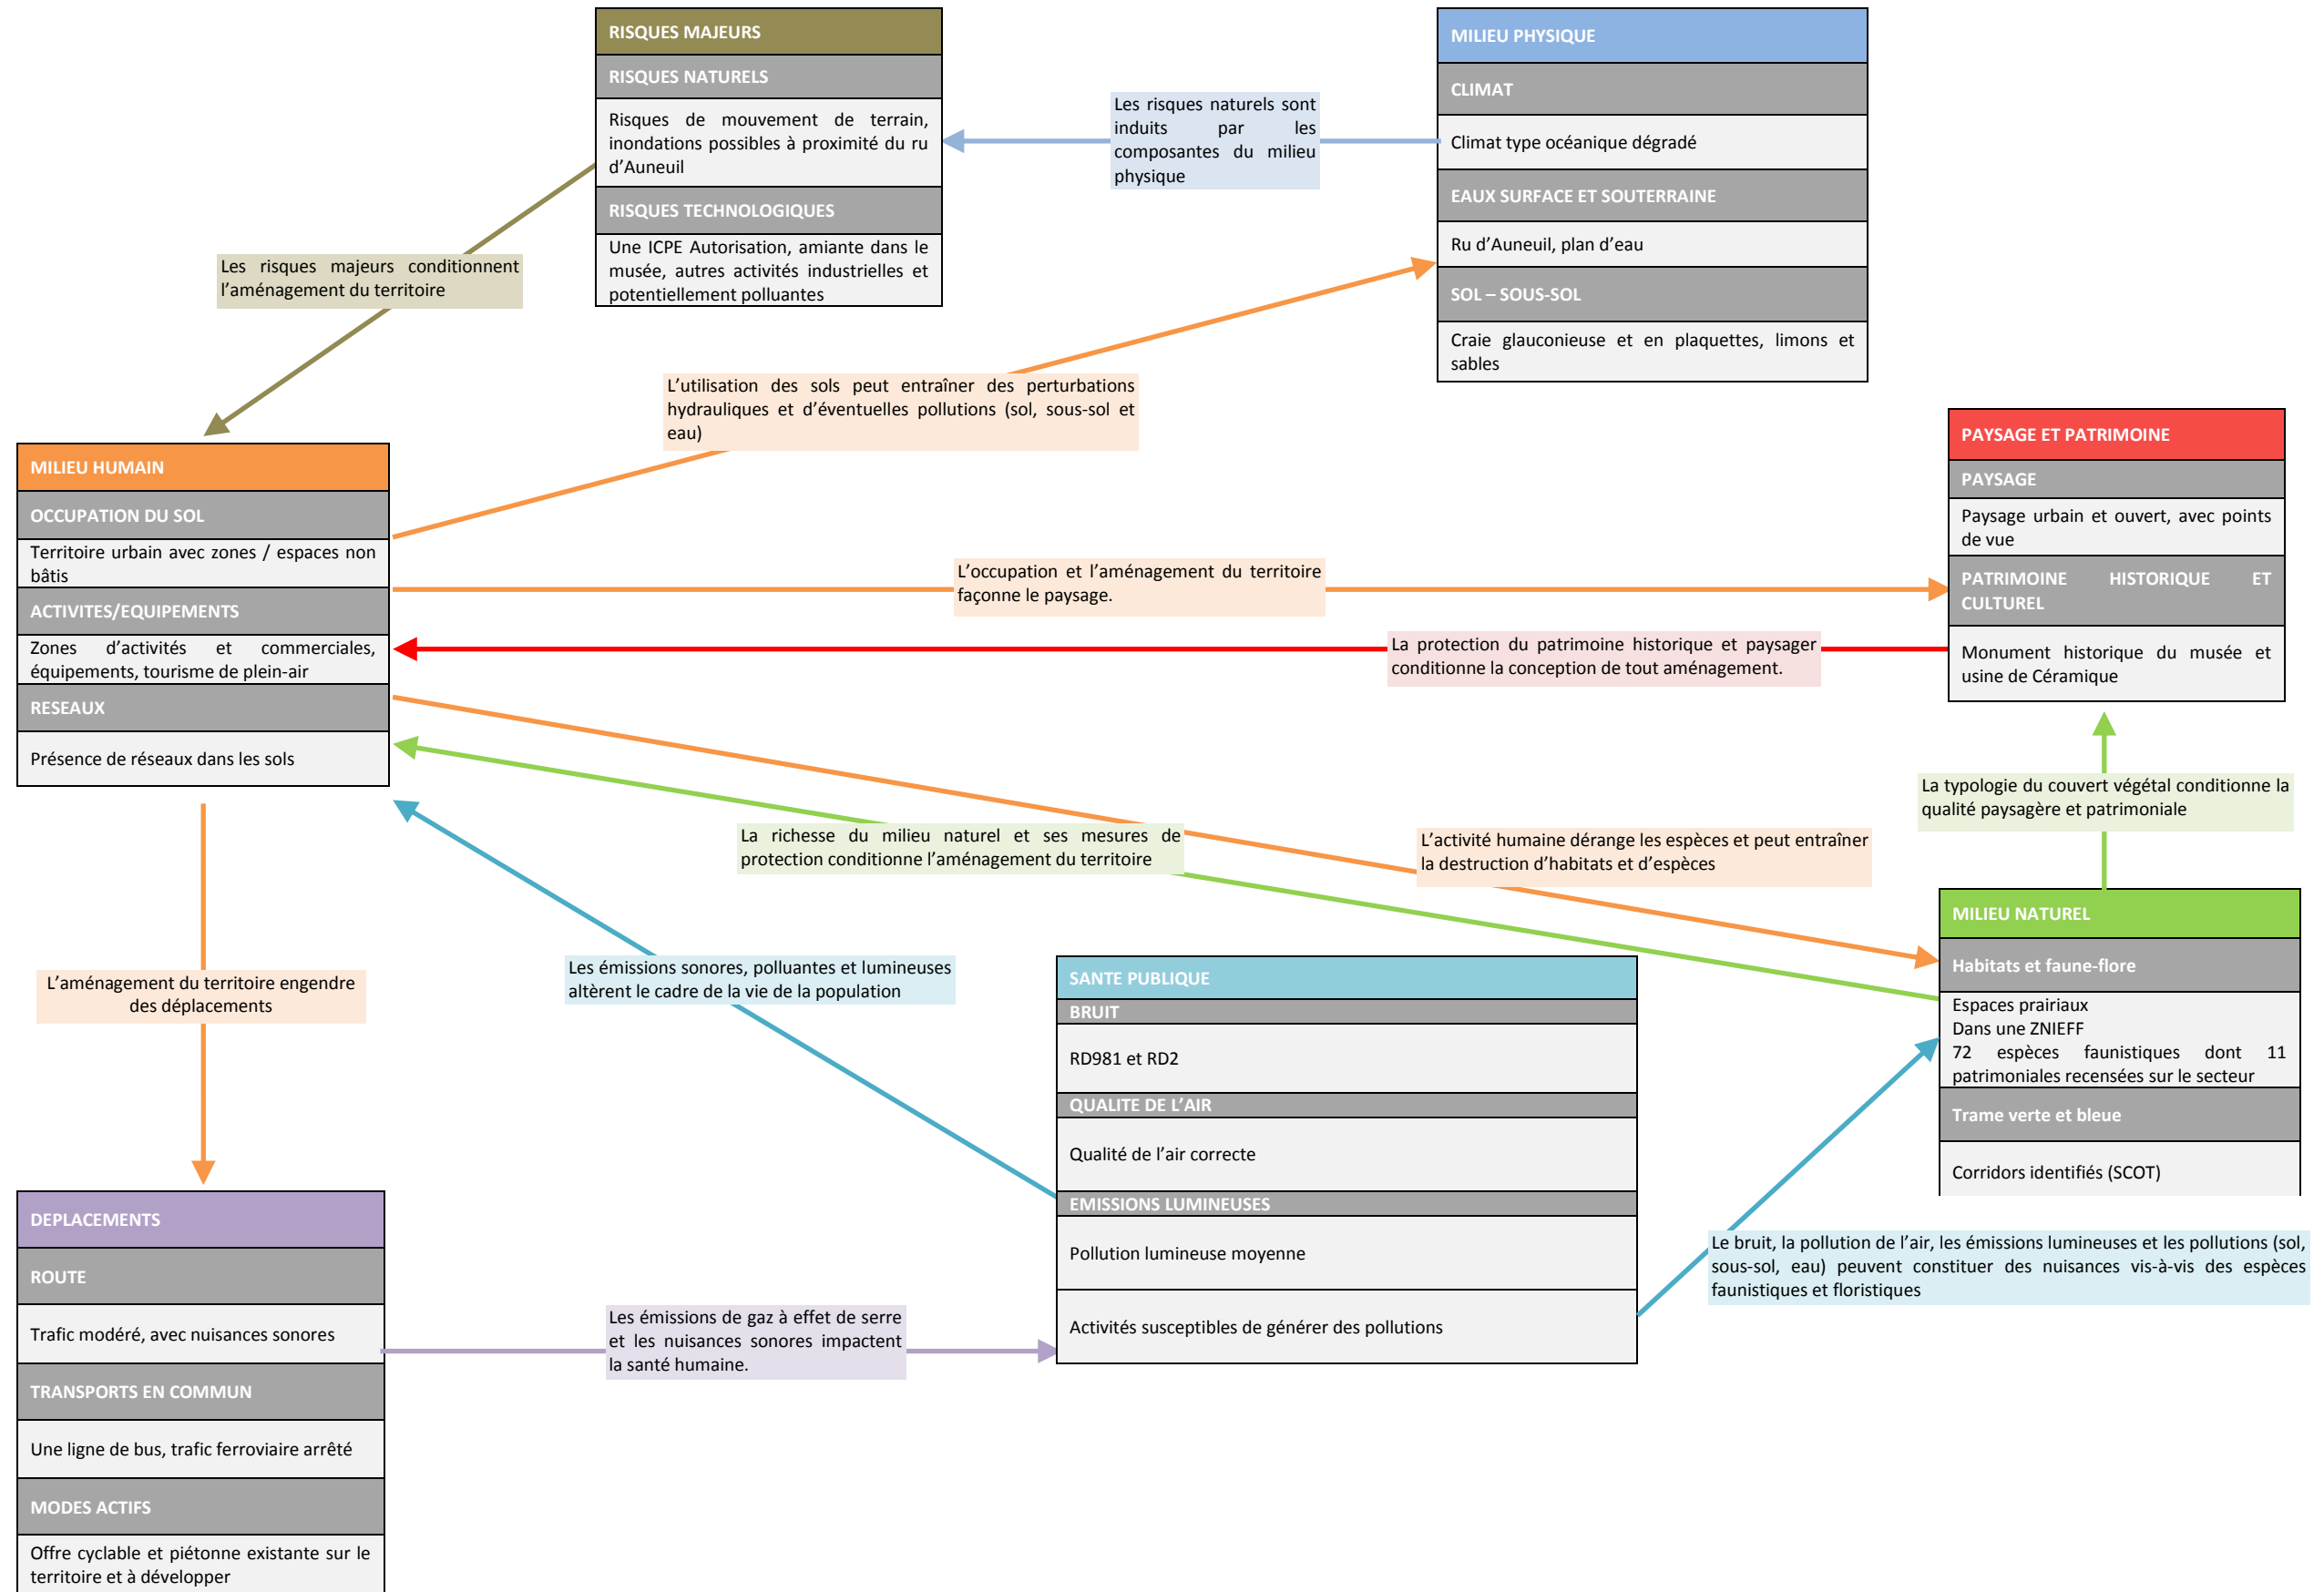 RISQUES MAJEURS
RISQUES NATURELS
Risques de mouvement de terrain,
inondations possibles à proximité du ru
d’Auneuil
RISQUES TECHNOLOGIQUES
Une ICPE Autorisation, amiante dans le
musée, autres activités industrielles et
potentiellement polluantes
Les risques naturels sont
induits par les
composantes du milieu
physique
MILIEU PHYSIQUE
CLIMAT
Climat type océanique dégradé
EAUX SURFACE ET SOUTERRAINE
Ru d’Auneuil, plan d’eau
SOL – SOUS-SOL
Craie glauconieuse et en plaquettes, limons et
sables
Les risques majeurs conditionnent
l’aménagement du territoire
L’utilisation des sols peut entraîner des perturbations
hydrauliques et d’éventuelles pollutions (sol, sous-sol et
eau)
MILIEU HUMAIN
OCCUPATION DU SOL
Territoire urbain avec zones / espaces non
bâtis
ACTIVITES/EQUIPEMENTS
Zones d’activités et commerciales,
équipements, tourisme de plein-air
RESEAUX
Présence de réseaux dans les sols
L’occupation et l’aménagement du territoire
façonne le paysage.
La protection du patrimoine historique et paysager
conditionne la conception de tout aménagement.
PAYSAGE ET PATRIMOINE
PAYSAGE
Paysage urbain et ouvert, avec points
de vue
PATRIMOINE HISTORIQUE ET
CULTUREL
Monument historique du musée et
usine de Céramique
La typologie du couvert végétal conditionne la
qualité paysagère et patrimoniale
La richesse du milieu naturel et ses mesures de
protection conditionne l’aménagement du territoire
L’activité humaine dérange les espèces et peut entraîner
la destruction d’habitats et d’espèces
MILIEU NATUREL
Habitats et faune-flore
Espaces prairiaux
Dans une ZNIEFF
72 espèces faunistiques dont 11
patrimoniales recensées sur le secteur
Trame verte et bleue
Corridors identifiés (SCOT)
L’aménagement du territoire engendre
des déplacements
Les émissions sonores, polluantes et lumineuses
altèrent le cadre de la vie de la population
SANTE PUBLIQUE
BRUIT
RD981 et RD2
QUALITE DE L’AIR
Qualité de l’air correcte
EMISSIONS LUMINEUSES
Pollution lumineuse moyenne
Activités susceptibles de générer des pollutions
Le bruit, la pollution de l’air, les émissions lumineuses et les pollutions (sol,
sous-sol, eau) peuvent constituer des nuisances vis-à-vis des espèces
faunistiques et floristiques
DEPLACEMENTS
ROUTE
Trafic modéré, avec nuisances sonores
TRANSPORTS EN COMMUN
Une ligne de bus, trafic ferroviaire arrêté
MODES ACTIFS
Offre cyclable et piétonne existante sur le
territoire et à développer
Les émissions de gaz à effet de serre
et les nuisances sonores impactent
la santé humaine.